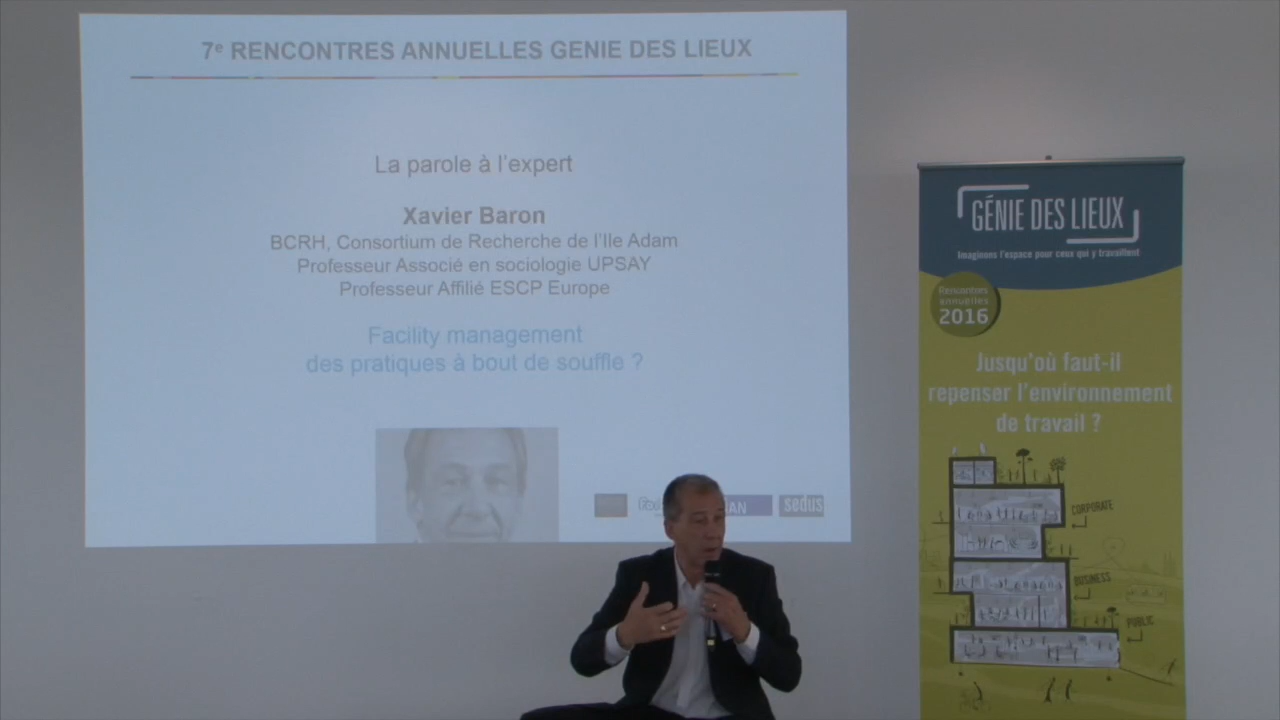 7e RENCONTRES ANNUELLES GENIE DES LIEUX
La parole à l'expert
Xavier Baron
BCRH, Consortium de Recherche de l'Ile Adam
Professeur Associé en sociologie UPSAY
Professeur Affilié ESCP Europe
Facility management
des pratiques à bout de souffle ?
sedus
GÉNIE DES LIEUX
Imaginons l'espace pour ceux qui y travaillent
Rencontres
annuelles
2016
Jusqu'où faut-il
repenser l'environnement
de travail ?
CORPORATE
BUSINESS
PUBLIC